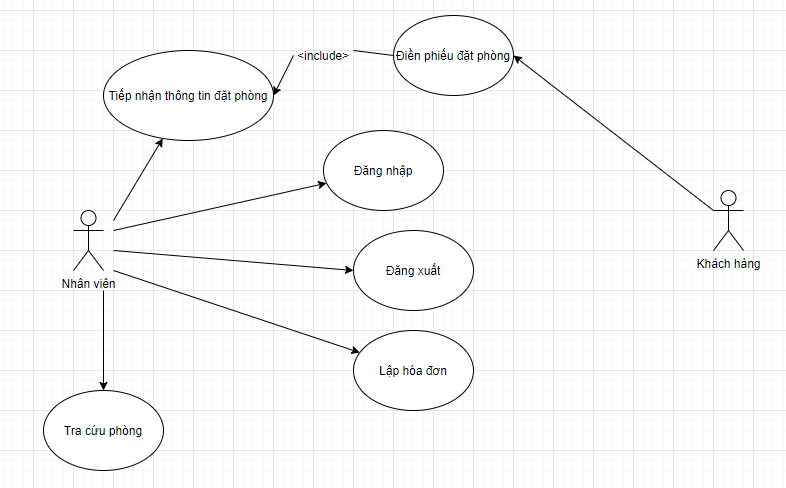 <include>
Điền phiếu đặt phòng
Tiếp nhận thông tin đặt phòng
Đăng nhập
Khách hàng
Đăng xuất
Nhân viên
Lập hóa đơn
Tra cứu phòng